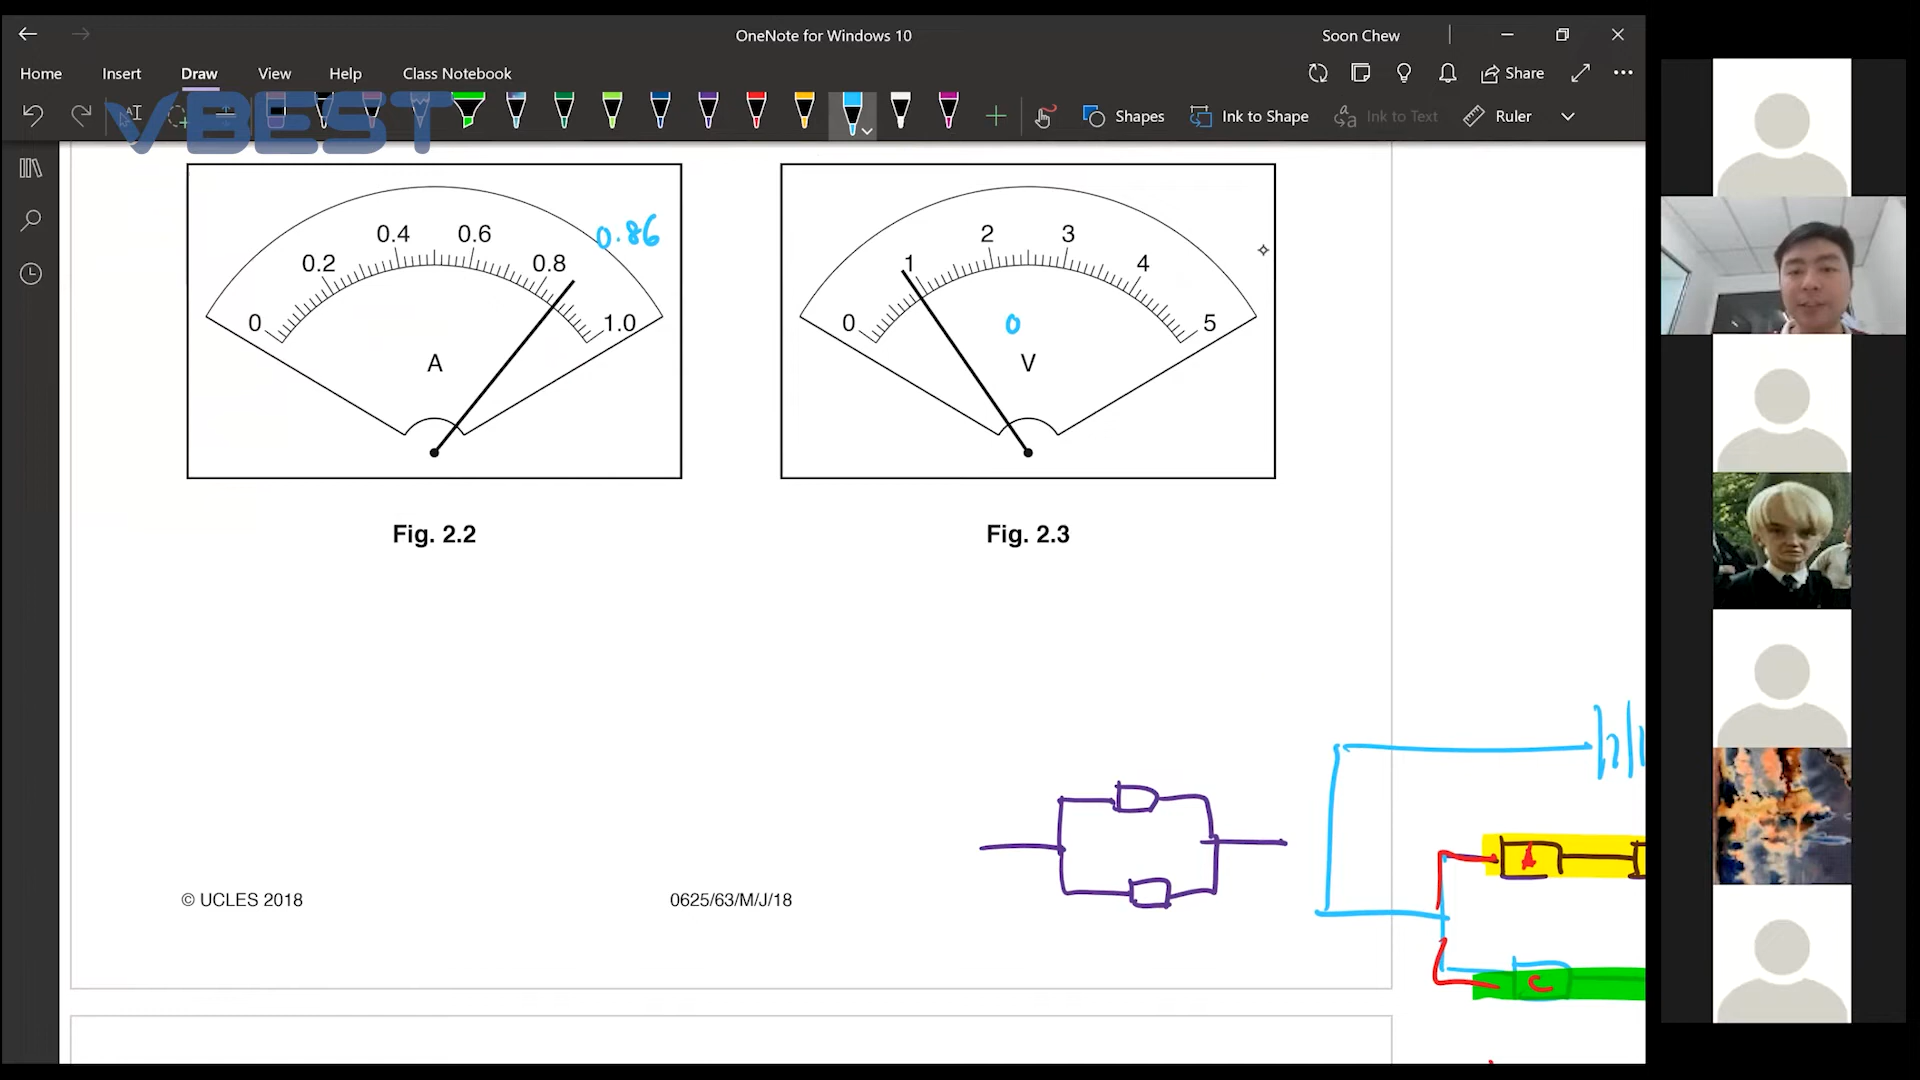 OneNote for Windows 10
Soon Chew
Home Insert Draw View Help Class Notebook
Share
VBEST
Shapes Ink to Shape Ink to Text Ruler
0 0.2 0.4 0.6 0.8 1.0
0.86
A
0 1 2 3 4 5
0
V
Fig. 2.2
Fig. 2.3
A
C
© UCLES 2018
0625/63/M/J/18